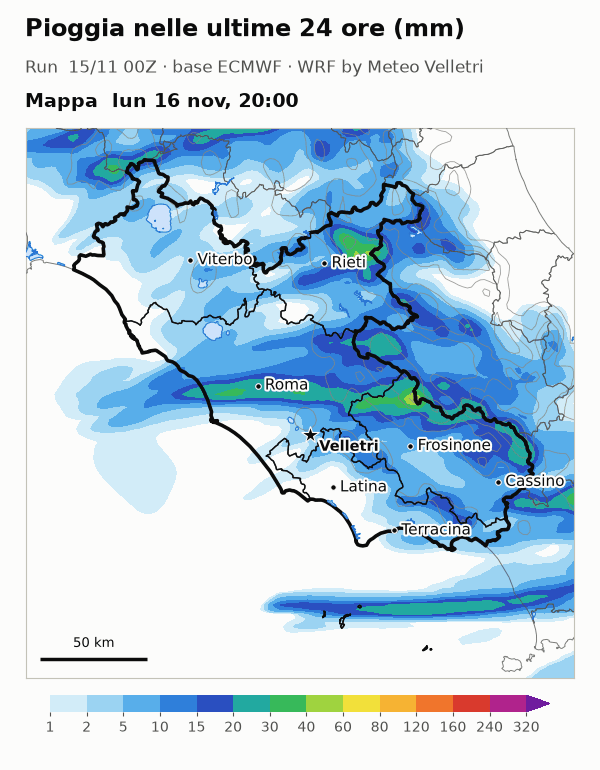 Pioggia nelle ultime 24 ore (mm)
Run 15/11 00Z · base ECMWF · WRF by Meteo Velletri
Mappa lun 16 nov, 20:00
Viterbo
Rieti
Roma
Velletri
Frosinone
Cassino
Latina
Terracina
50 km
1 2 5 10 15 20 30 40 60 80 120 160 240 320